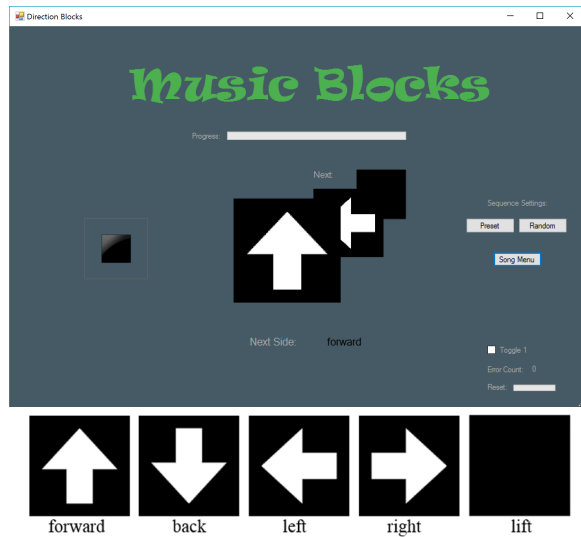 Direction Blocks
Music Blocks
Progress:
Next
Sequence Settings:
Preset Random
Song Menu
Next Side: forward
Toggle 1
Error Count: 0
Reset:
forward back left right lift